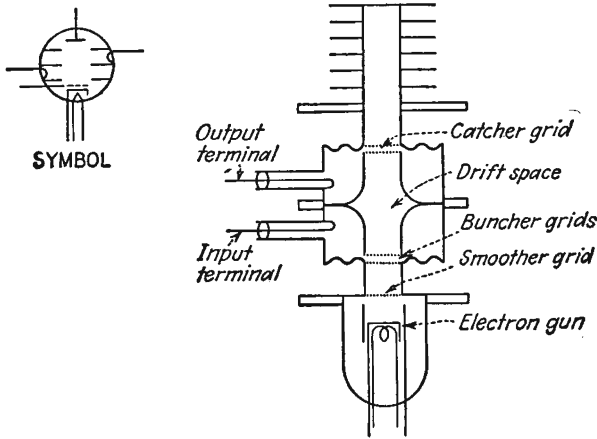 SYMBOL
Output
terminal
Input
terminal
Catcher grid
Drift space
Buncher grids
Smoother grid
Electron gun